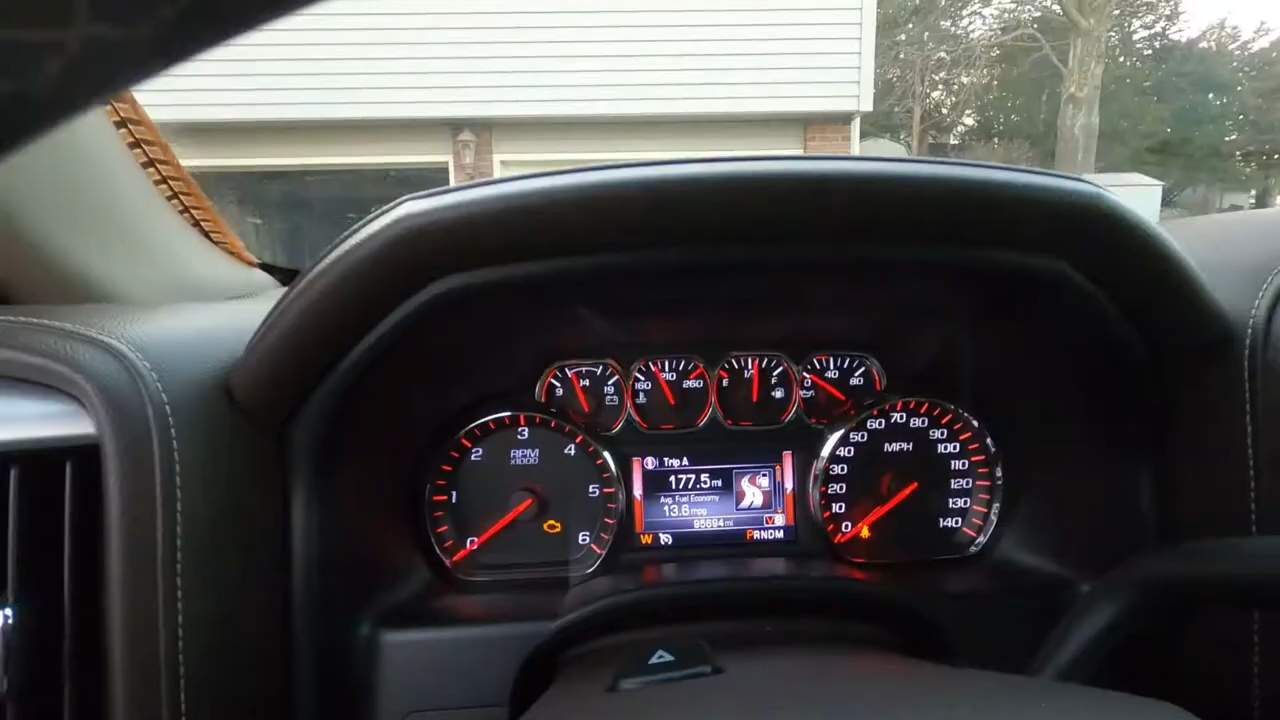 9 14 19
160 210 260
E 1/2 F
0 40 80
0 1 2 3 4 5 6
RPM
x1000
Trip A
177.5 mi
Avg. Fuel Economy
13.6 mpg
95694 mi
V8
W
PRNDM
0 10 20 30 40 50 60 70 80 90 100 110 120 130 140
MPH